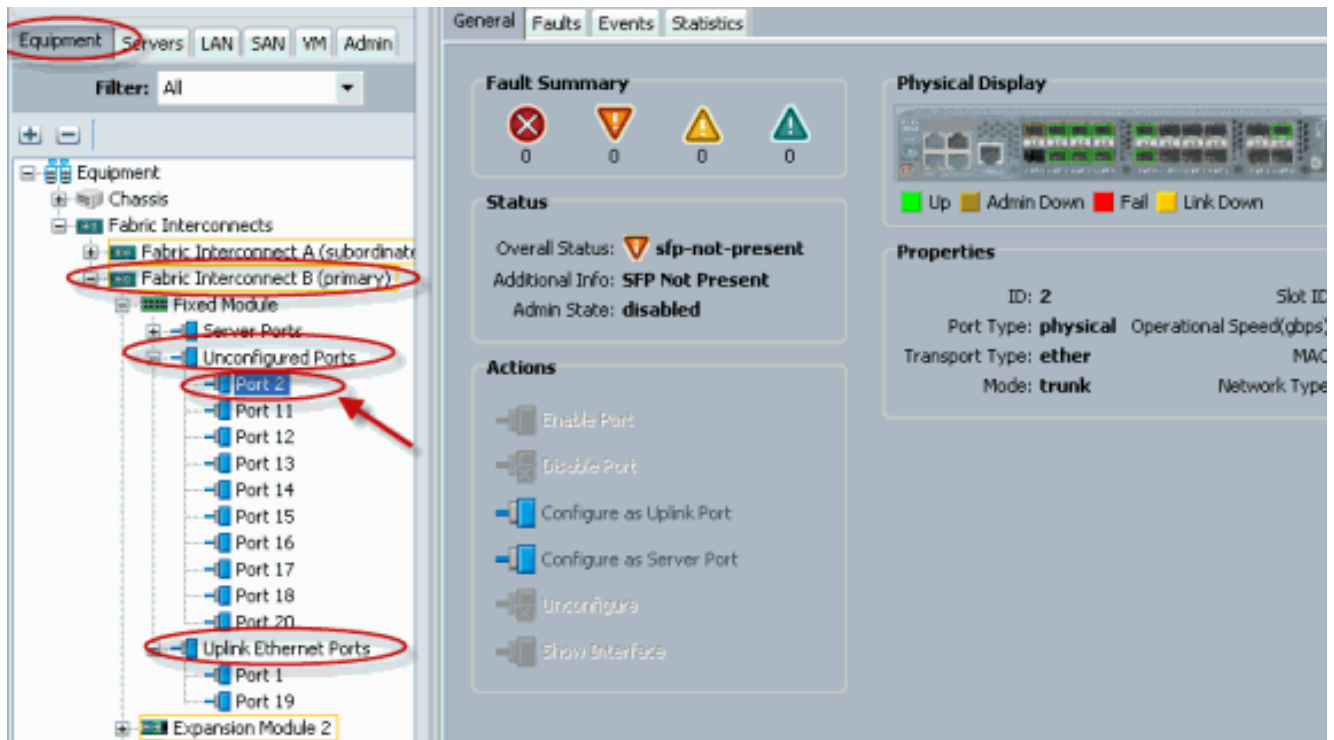 Equipment Servers LAN SAN VM Admin
Filter: All
Equipment
Chassis
Fabric Interconnects
Fabric Interconnect A (subordinate
Fabric Interconnect B (primary)
Fixed Module
Server Ports
Unconfigured Ports
Port 2
Port 11
Port 12
Port 13
Port 14
Port 15
Port 16
Port 17
Port 18
Port 20
Uplink Ethernet Ports
Port 1
Port 19
Expansion Module 2
General Faults Events Statistics
Fault Summary
0 0 0 0
Status
Overall Status: sfp-not-present
Additional Info: SFP Not Present
Admin State: disabled
Actions
Enable Port
Disable Port
Configure as Uplink Port
Configure as Server Port
Unconfigure
Show Interface
Physical Display
Up Admin Down Fail Link Down
Properties
ID: 2 Slot ID
Port Type: physical Operational Speed(gbps)
Transport Type: ether MAC
Mode: trunk Network Type